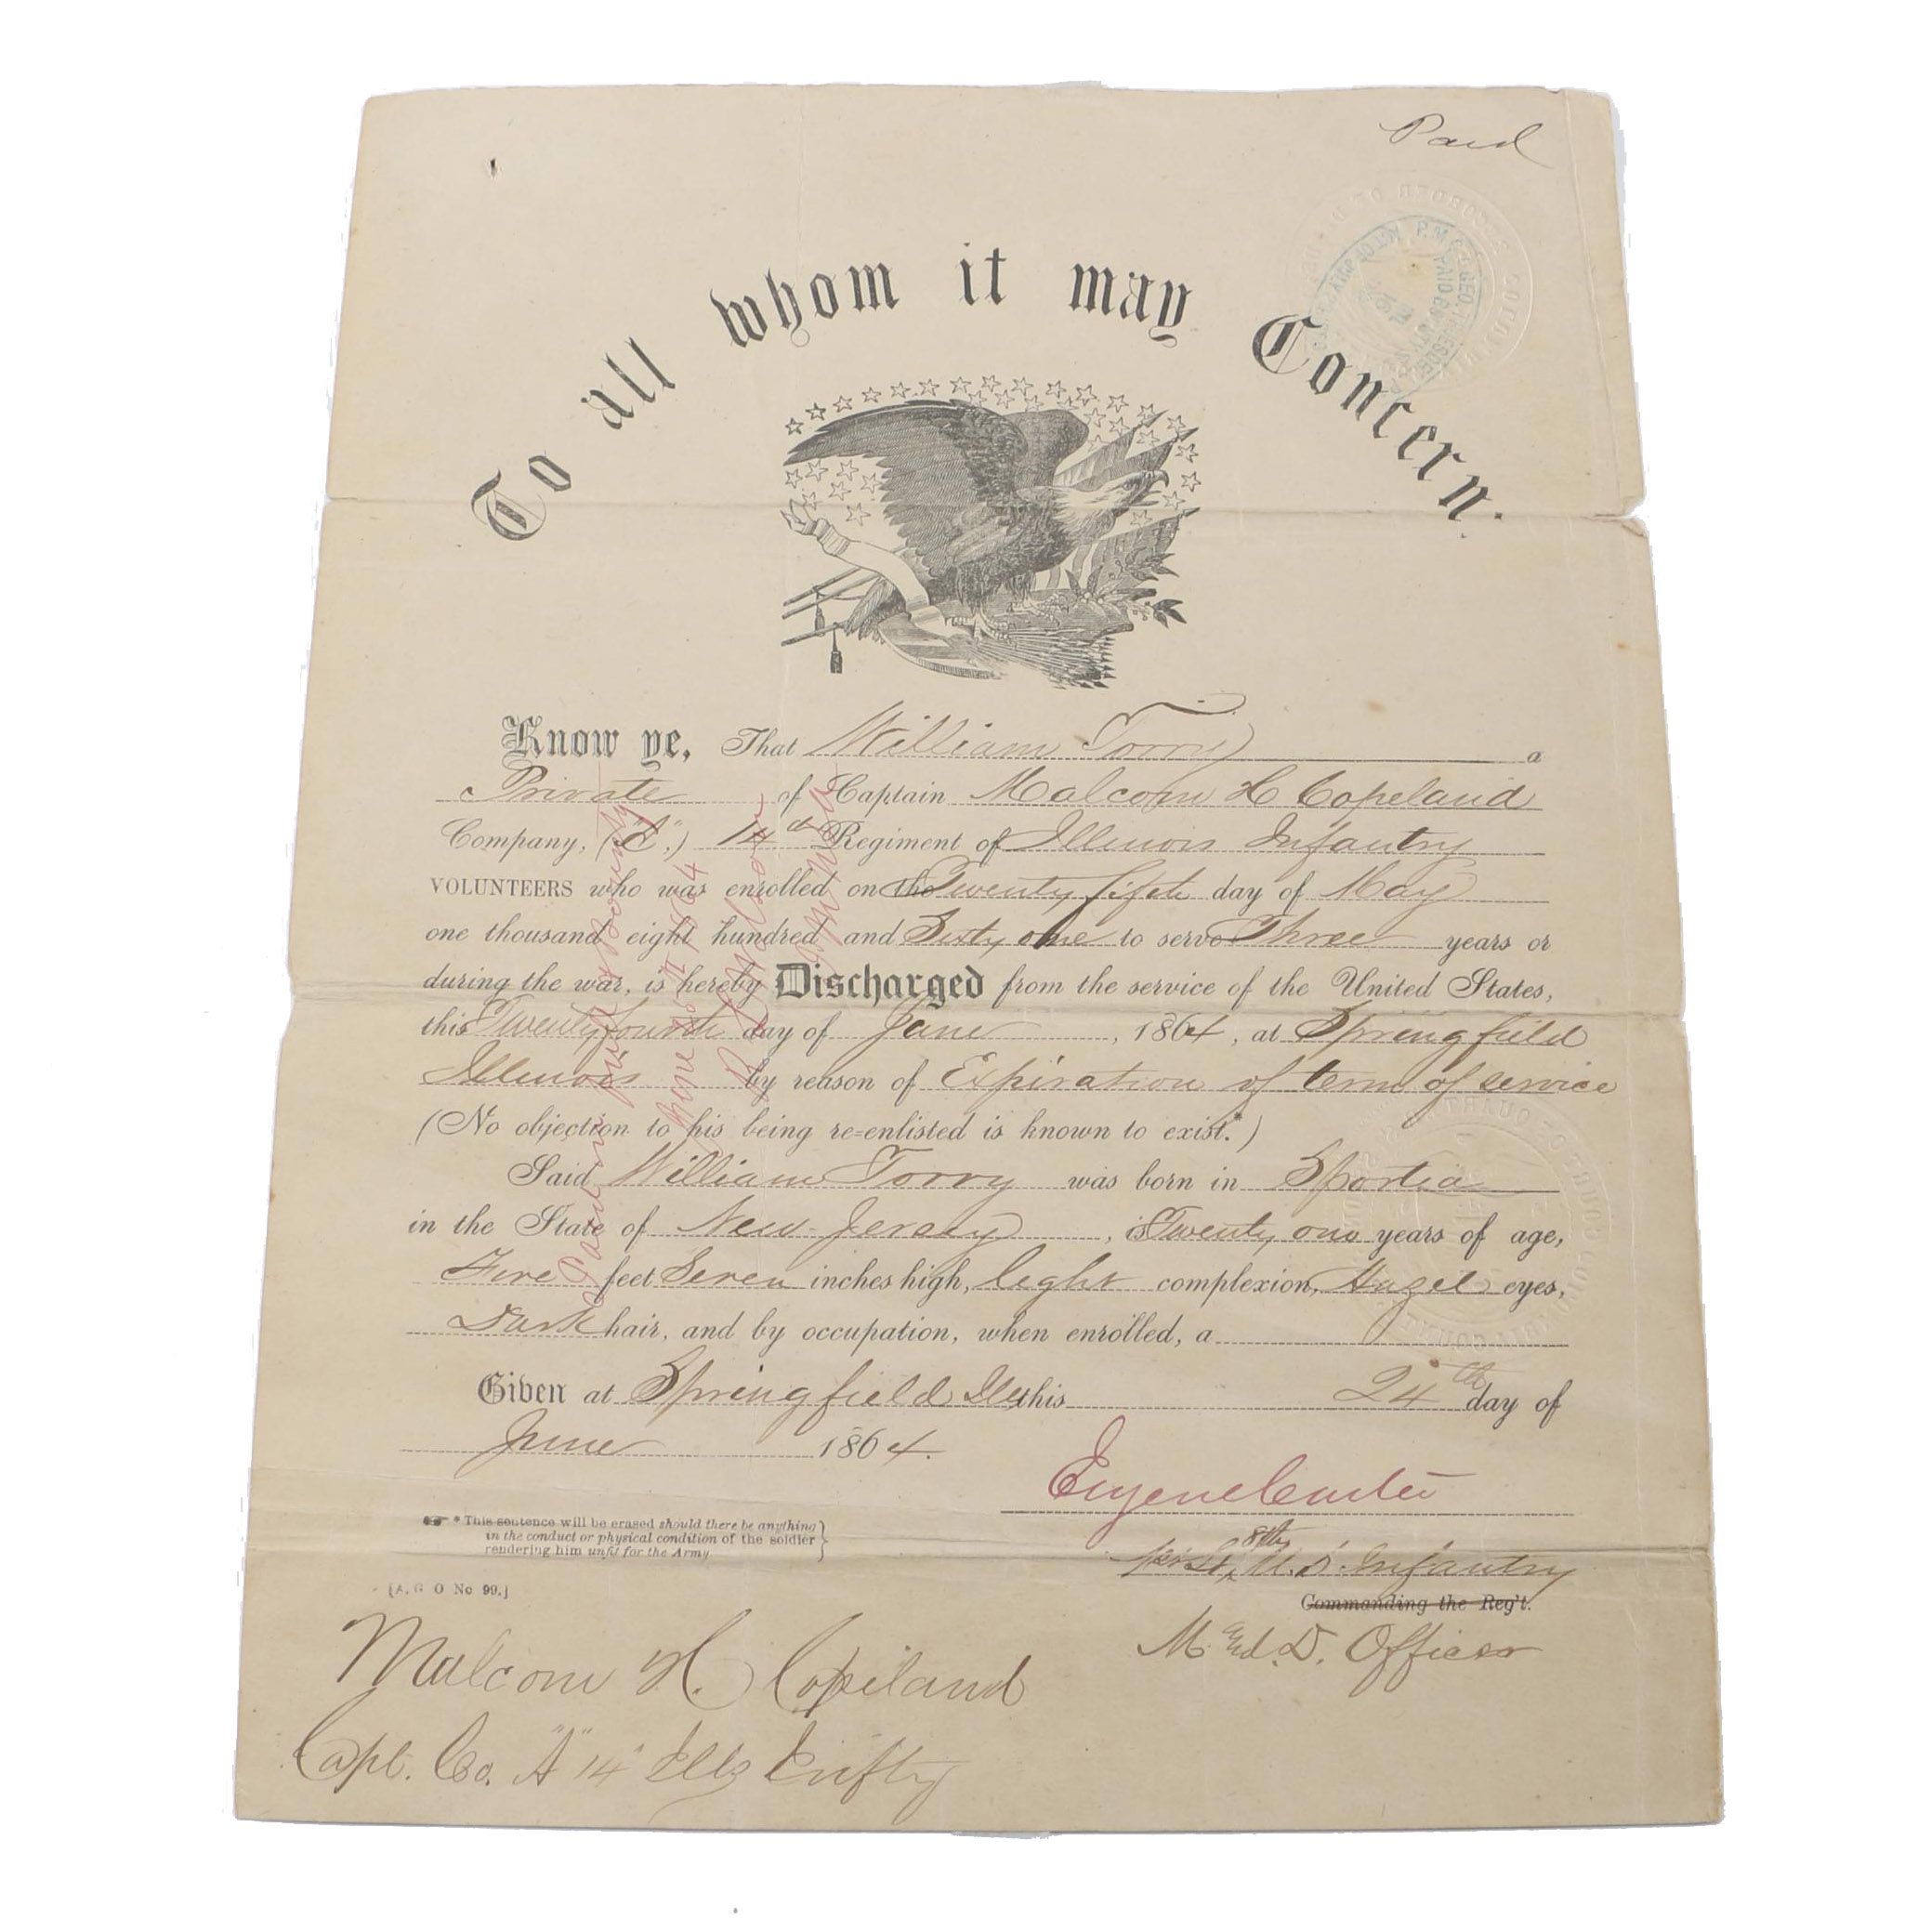 Paid
To all whom it may Concern.
Know ye, That William Torry a
Private of Captain Malcom H Copeland
Company, ("A".) 14th Regiment of Illinois Infantry
VOLUNTEERS who was enrolled on the Twenty fifth day of May
one thousand eight hundred and Sixty one to serve Three years or
during the war, is hereby Discharged from the service of the United States,
this Twenty fourth day of June, 1864, at Springfield
Illinois by reason of Expiration of term of service
(No objection to his being re-enlisted is known to exist.*)
Said William Torry was born in
in the State of New-Jersey, is Twenty one years of age,
Five feet Seven inches high, light complexion, Hazel eyes,
Dark hair, and by occupation, when enrolled, a
Given at Springfield Ills this 24th day of
June 1864.
Eugene Carter
1st Lt, 8th U.S. Infantry
Commanding the Reg't.
M. D. Officer
* This sentence will be erased should there be anything
in the conduct or physical condition of the soldier
rendering him unfit for the Army
[A. G O No 99.]
Malcom H. Copeland
Capt. Co. "A" 14" Ills Infty